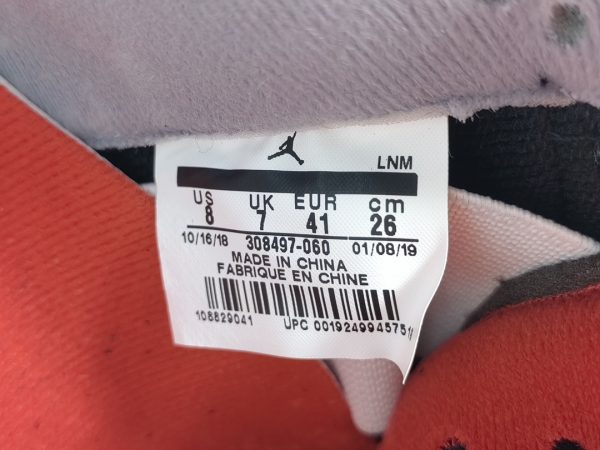 LNM
US UK EUR cm
8 7 41 26
10/16/18 308497-060 01/08/19
MADE IN CHINA
FABRIQUE EN CHINE
108829041 UPC 0019249945751